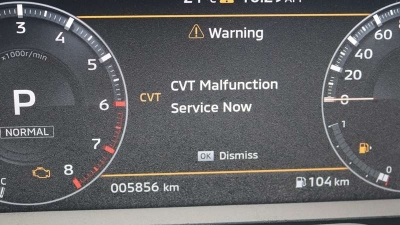 ⚠ Warning
3
4
5
6
7
8
x1000r/min
P
NORMAL
CVT
CVT Malfunction
Service Now
OK Dismiss
005856 km
104 km
60
40
20
0
1
0